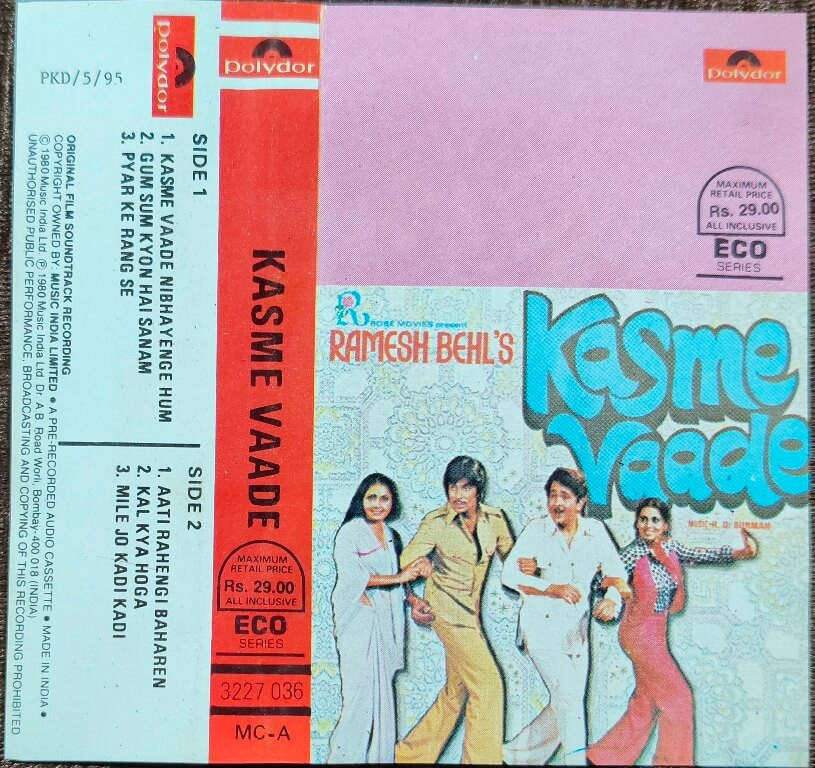 PKD/5/95
polydor
SIDE 1
1. KASME VAADE NIBHAYENGE HUM
2. GUM SUM KYON HAI SANAM
3. PYAR KE RANG SE
SIDE 2
1. AATI RAHENGI BAHAREN
2. KAL KYA HOGA
3. MILE JO KADI KADI
ORIGINAL FILM SOUNDTRACK RECORDING
COPYRIGHT OWNED BY: MUSIC INDIA LIMITED ● A PRE-RECORDED AUDIO CASSETTE ● MADE IN INDIA ●
© 1980 Music India Ltd. ℗ 1980 Music India Ltd. Dr. A.B. Road Worli, Bombay-400 018 (INDIA)
UNAUTHORISED PUBLIC PERFORMANCE, BROADCASTING AND COPYING OF THIS RECORDING PROHIBITED
polydor
KASME VAADE
MAXIMUM
RETAIL PRICE
Rs. 29.00
ALL INCLUSIVE
ECO
SERIES
3227 036
MC-A
polydor
MAXIMUM
RETAIL PRICE
Rs. 29.00
ALL INCLUSIVE
ECO
SERIES
R
ROSE MOVIES present
RAMESH BEHL'S
Kasme
Vaade
MUSIC-R. D. BURMAN